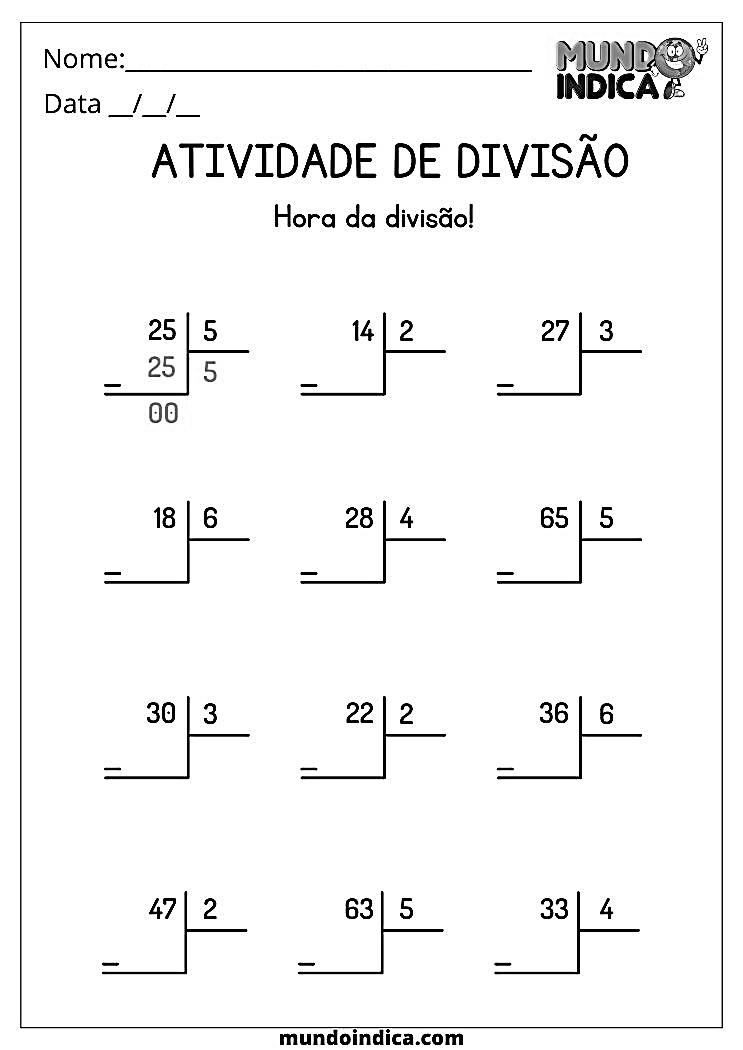 Nome:
MUNDO
INDICA
Data __/__/__
ATIVIDADE DE DIVISÃO
Hora da divisão!
25 5 14 2 27 3
25 5
- - -
00
18 6 28 4 65 5
- - -
30 3 22 2 36 6
- - -
47 2 63 5 33 4
- - -
mundoindica.com